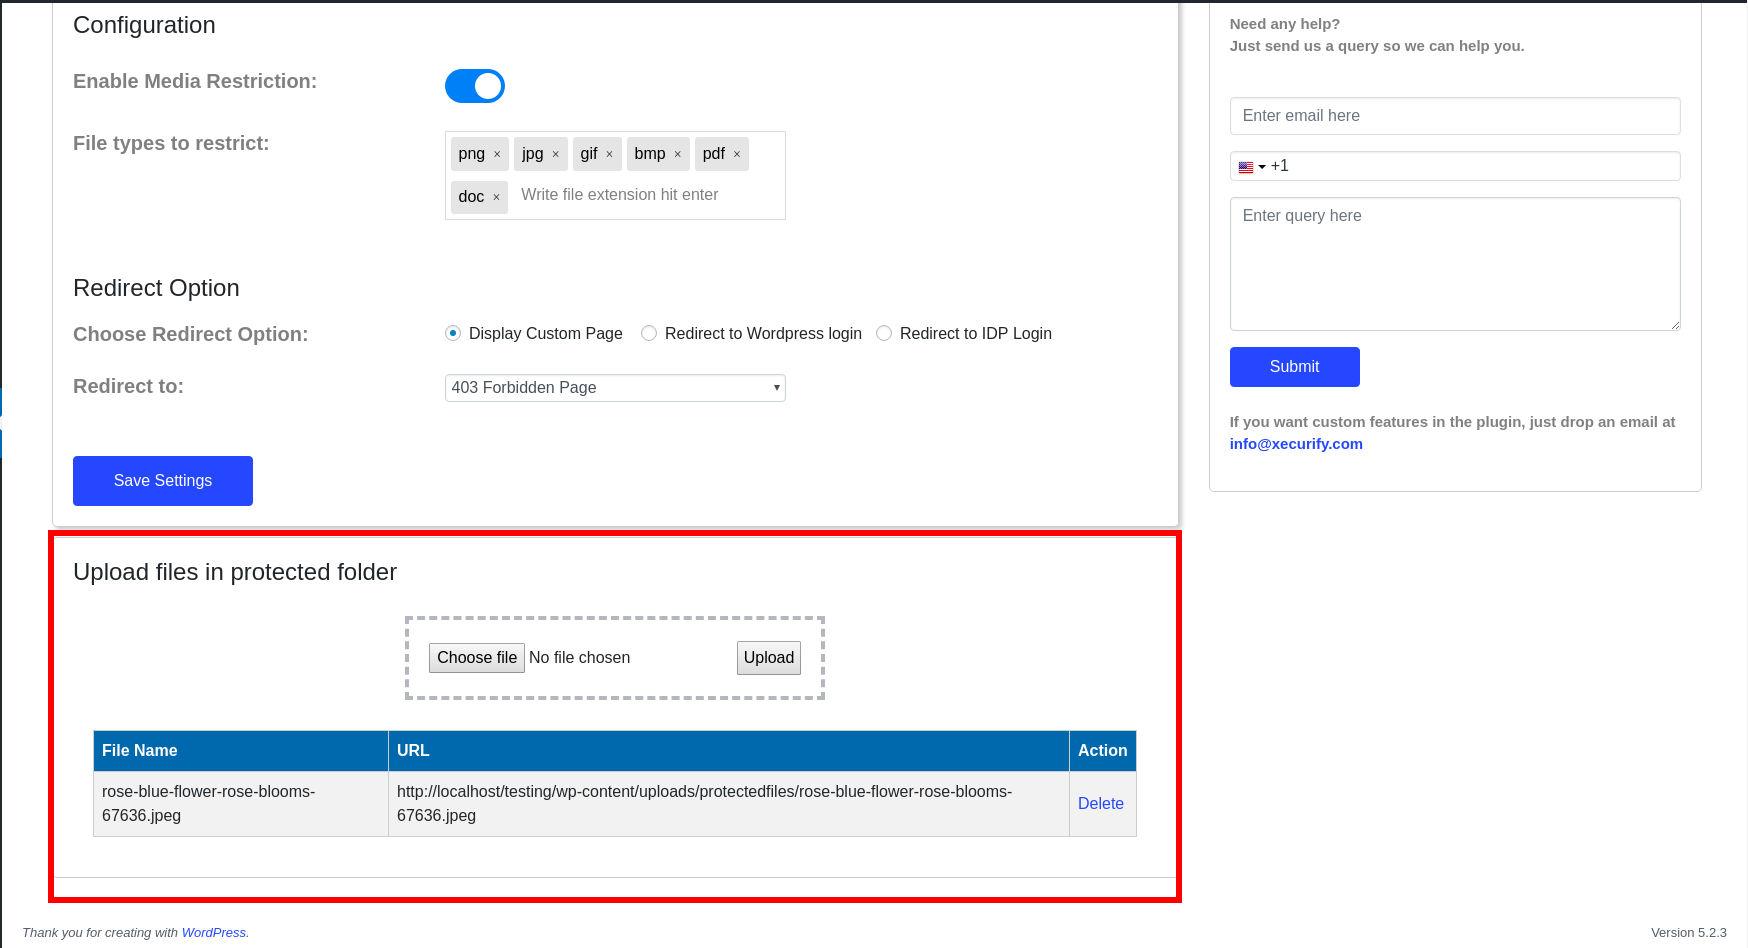 Configuration
Enable Media Restriction:
File types to restrict:
png × jpg × gif × bmp × pdf ×
doc × Write file extension hit enter
Redirect Option
Choose Redirect Option:
Display Custom Page Redirect to Wordpress login Redirect to IDP Login
Redirect to:
403 Forbidden Page
Save Settings
Upload files in protected folder
Choose file No file chosen Upload
File Name URL Action
rose-blue-flower-rose-blooms-
67636.jpeg
http://localhost/testing/wp-content/uploads/protectedfiles/rose-blue-flower-rose-blooms-
67636.jpeg
Delete
Need any help?
Just send us a query so we can help you.
Enter email here
+1
Enter query here
Submit
If you want custom features in the plugin, just drop an email at
info@xecurify.com
Thank you for creating with WordPress.
Version 5.2.3